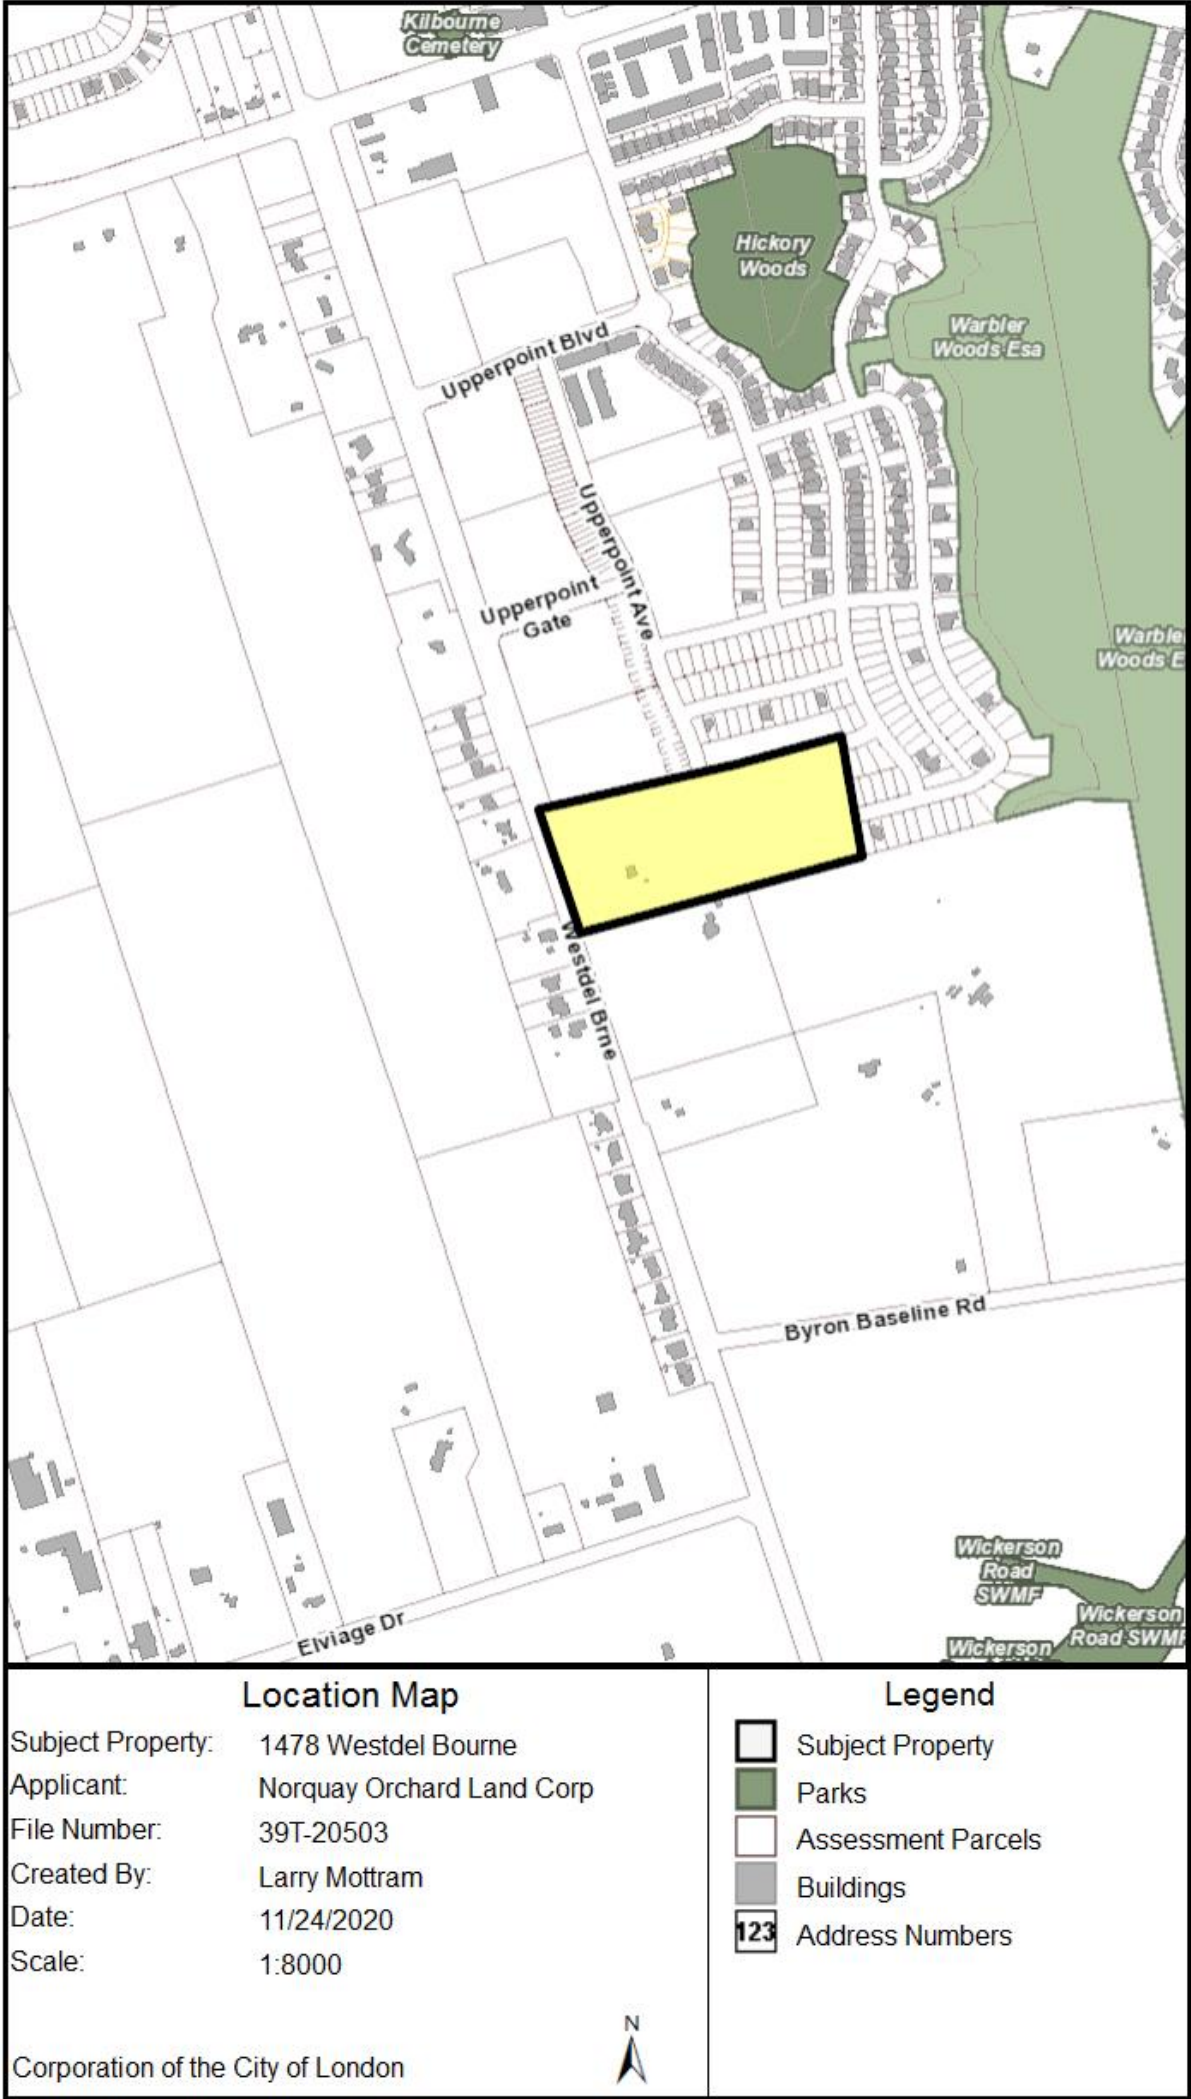 Kilbourne
Cemetery
Hickory
Woods
Warbler
Woods Esa
Upperpoint Blvd
Upperpoint Ave
Upperpoint
Gate
Warble
Woods E
Westdel Brne
Byron Baseline Rd
Wickerson
Road
SWMF
Wickerson
Road SWMF
Wickerson
Elviage Dr
Location Map
Subject Property: 1478 Westdel Bourne
Applicant: Norquay Orchard Land Corp
File Number: 39T-20503
Created By: Larry Mottram
Date: 11/24/2020
Scale: 1:8000
N
Corporation of the City of London
Legend
Subject Property
Parks
Assessment Parcels
Buildings
123 Address Numbers